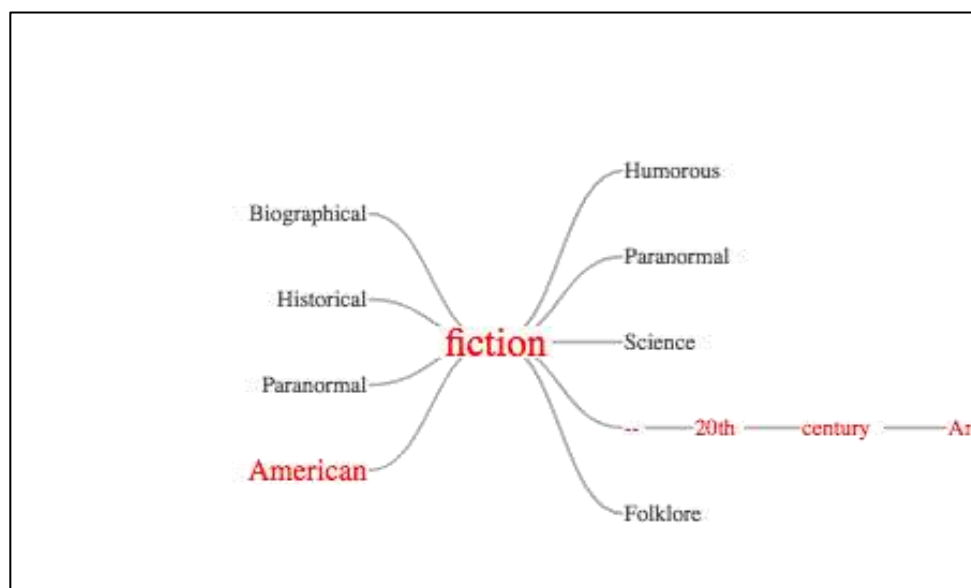 Humorous
Biographical
Paranormal
Historical
fiction
Science
Paranormal
-- 20th century
American
Folklore